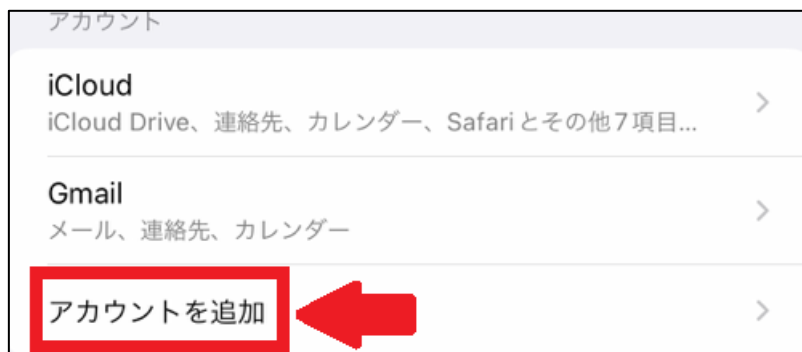 アカウント
iCloud
iCloud Drive、連絡先、カレンダー、Safariとその他7項目...
Gmail
メール、連絡先、カレンダー
アカウントを追加